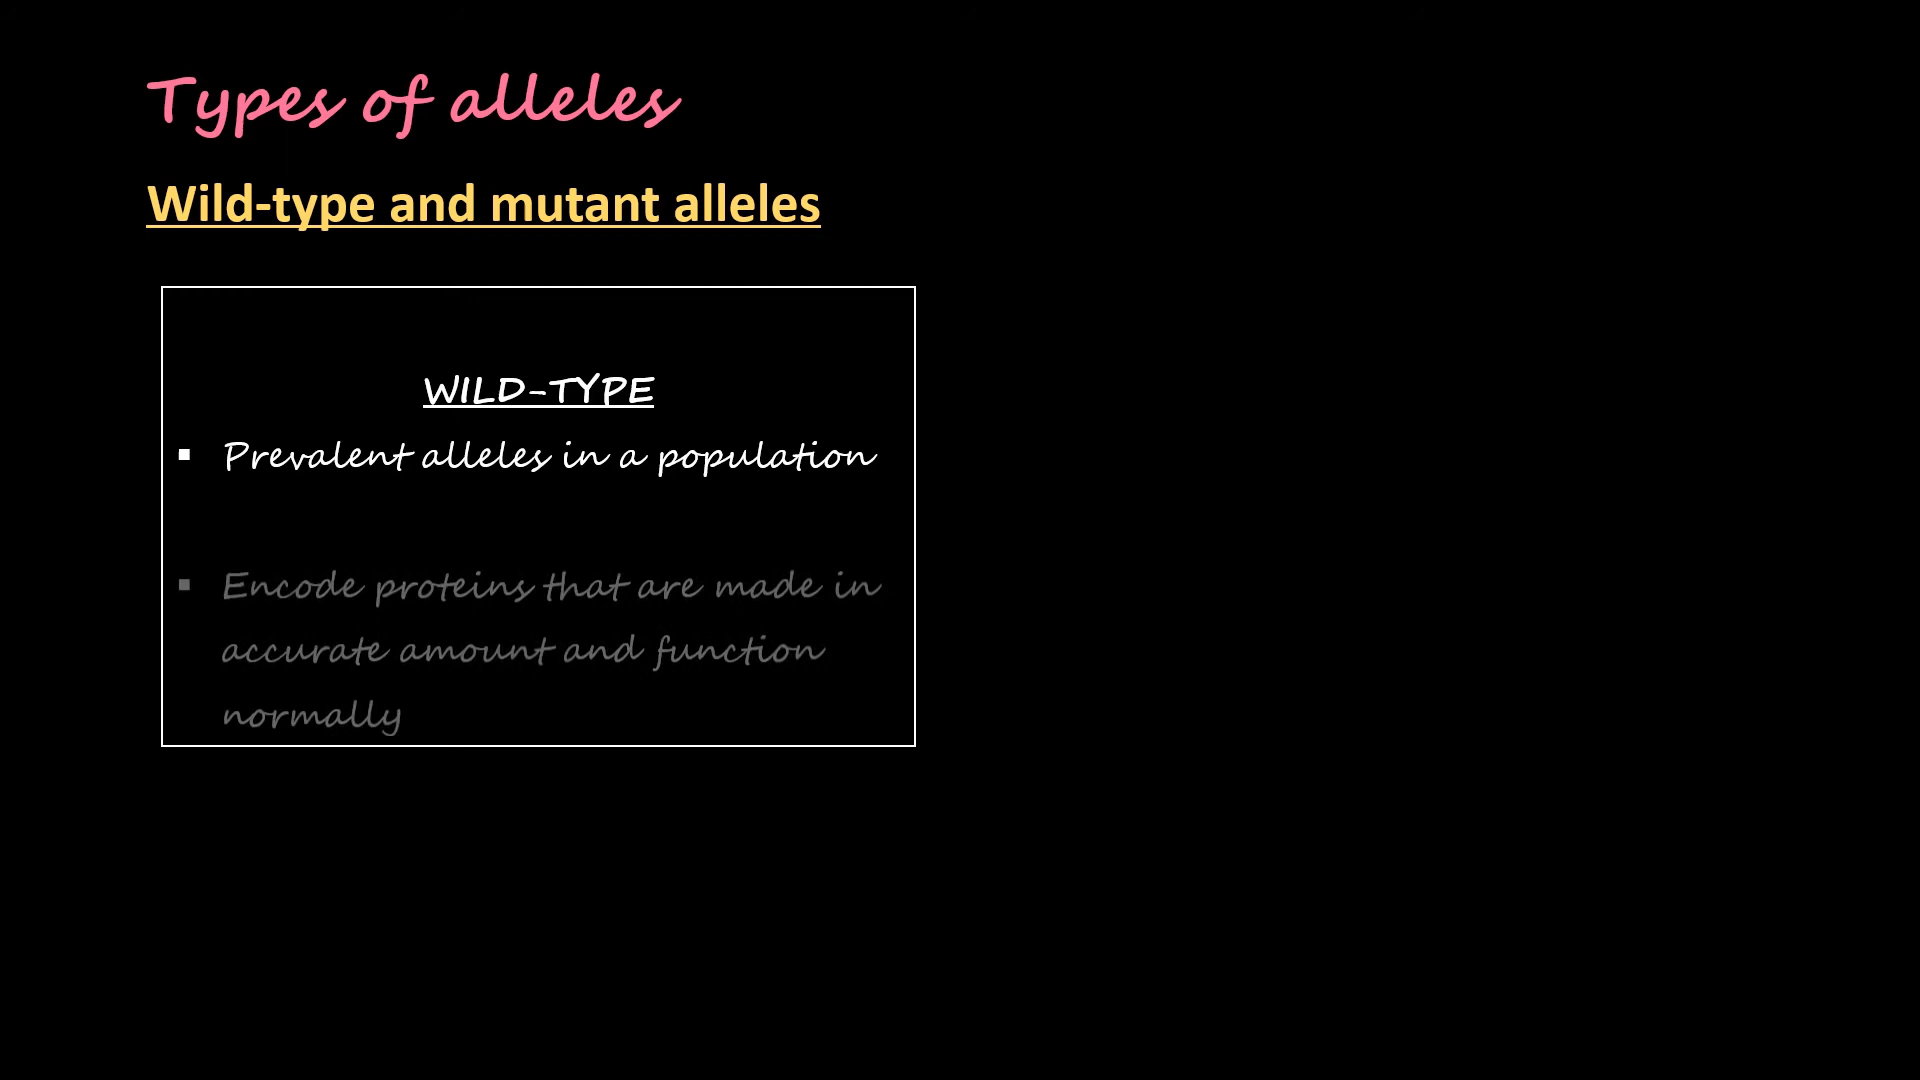 Types of alleles
Wild-type and mutant alleles
WILD-TYPE
▪ Prevalent alleles in a population
▪ Encode proteins that are made in
accurate amount and function
normally